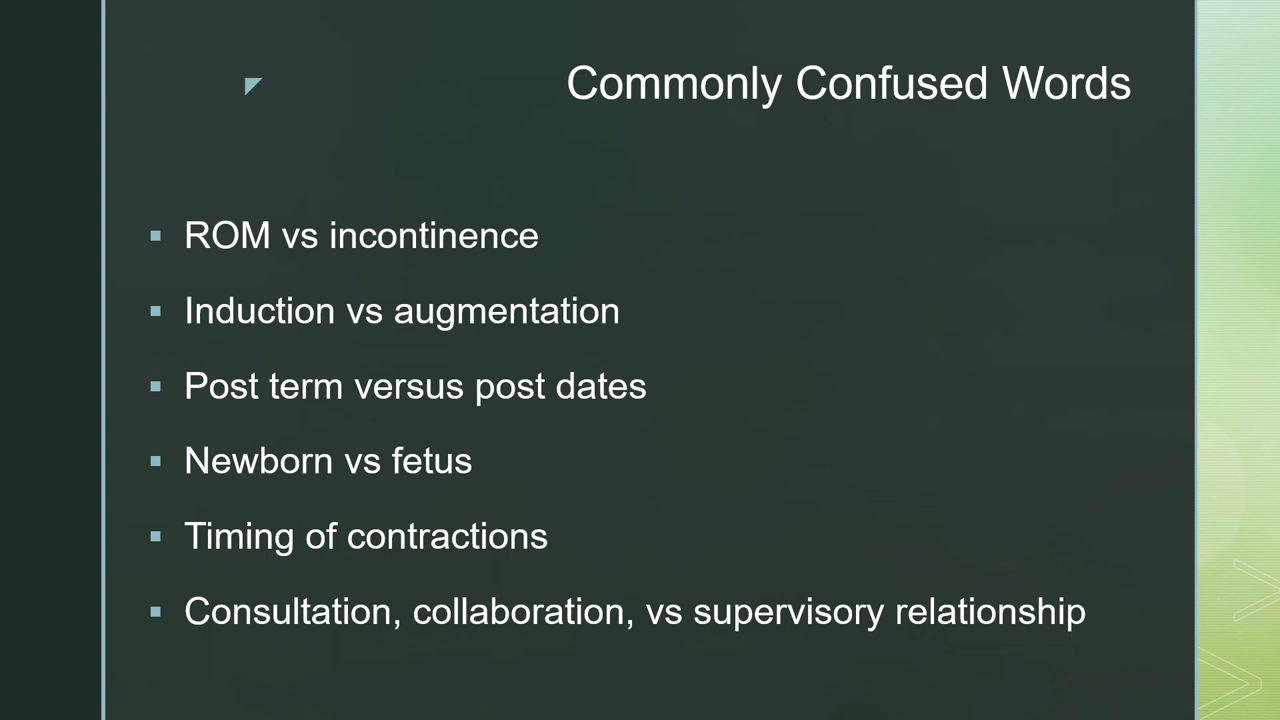 Commonly Confused Words
▪ ROM vs incontinence
▪ Induction vs augmentation
▪ Post term versus post dates
▪ Newborn vs fetus
▪ Timing of contractions
▪ Consultation, collaboration, vs supervisory relationship